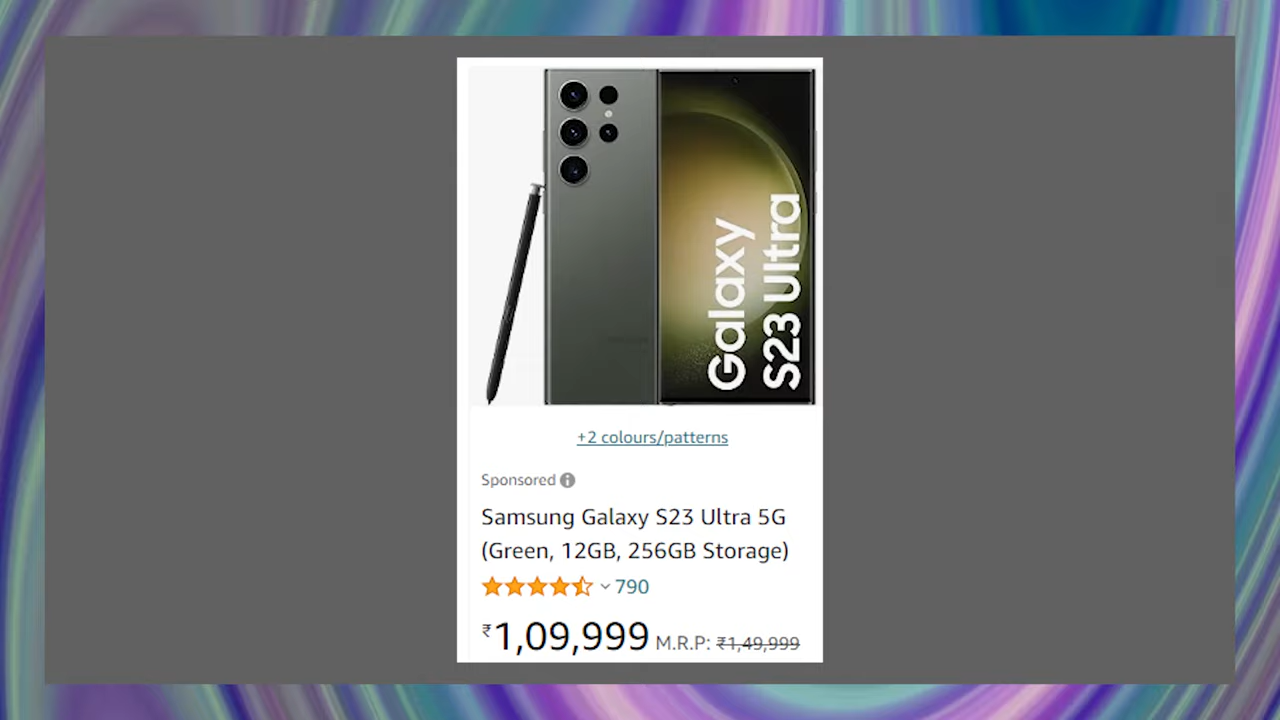 Galaxy
S23 Ultra
+2 colours/patterns
Sponsored
Samsung Galaxy S23 Ultra 5G
(Green, 12GB, 256GB Storage)
790
₹1,09,999 M.R.P: ₹1,49,999